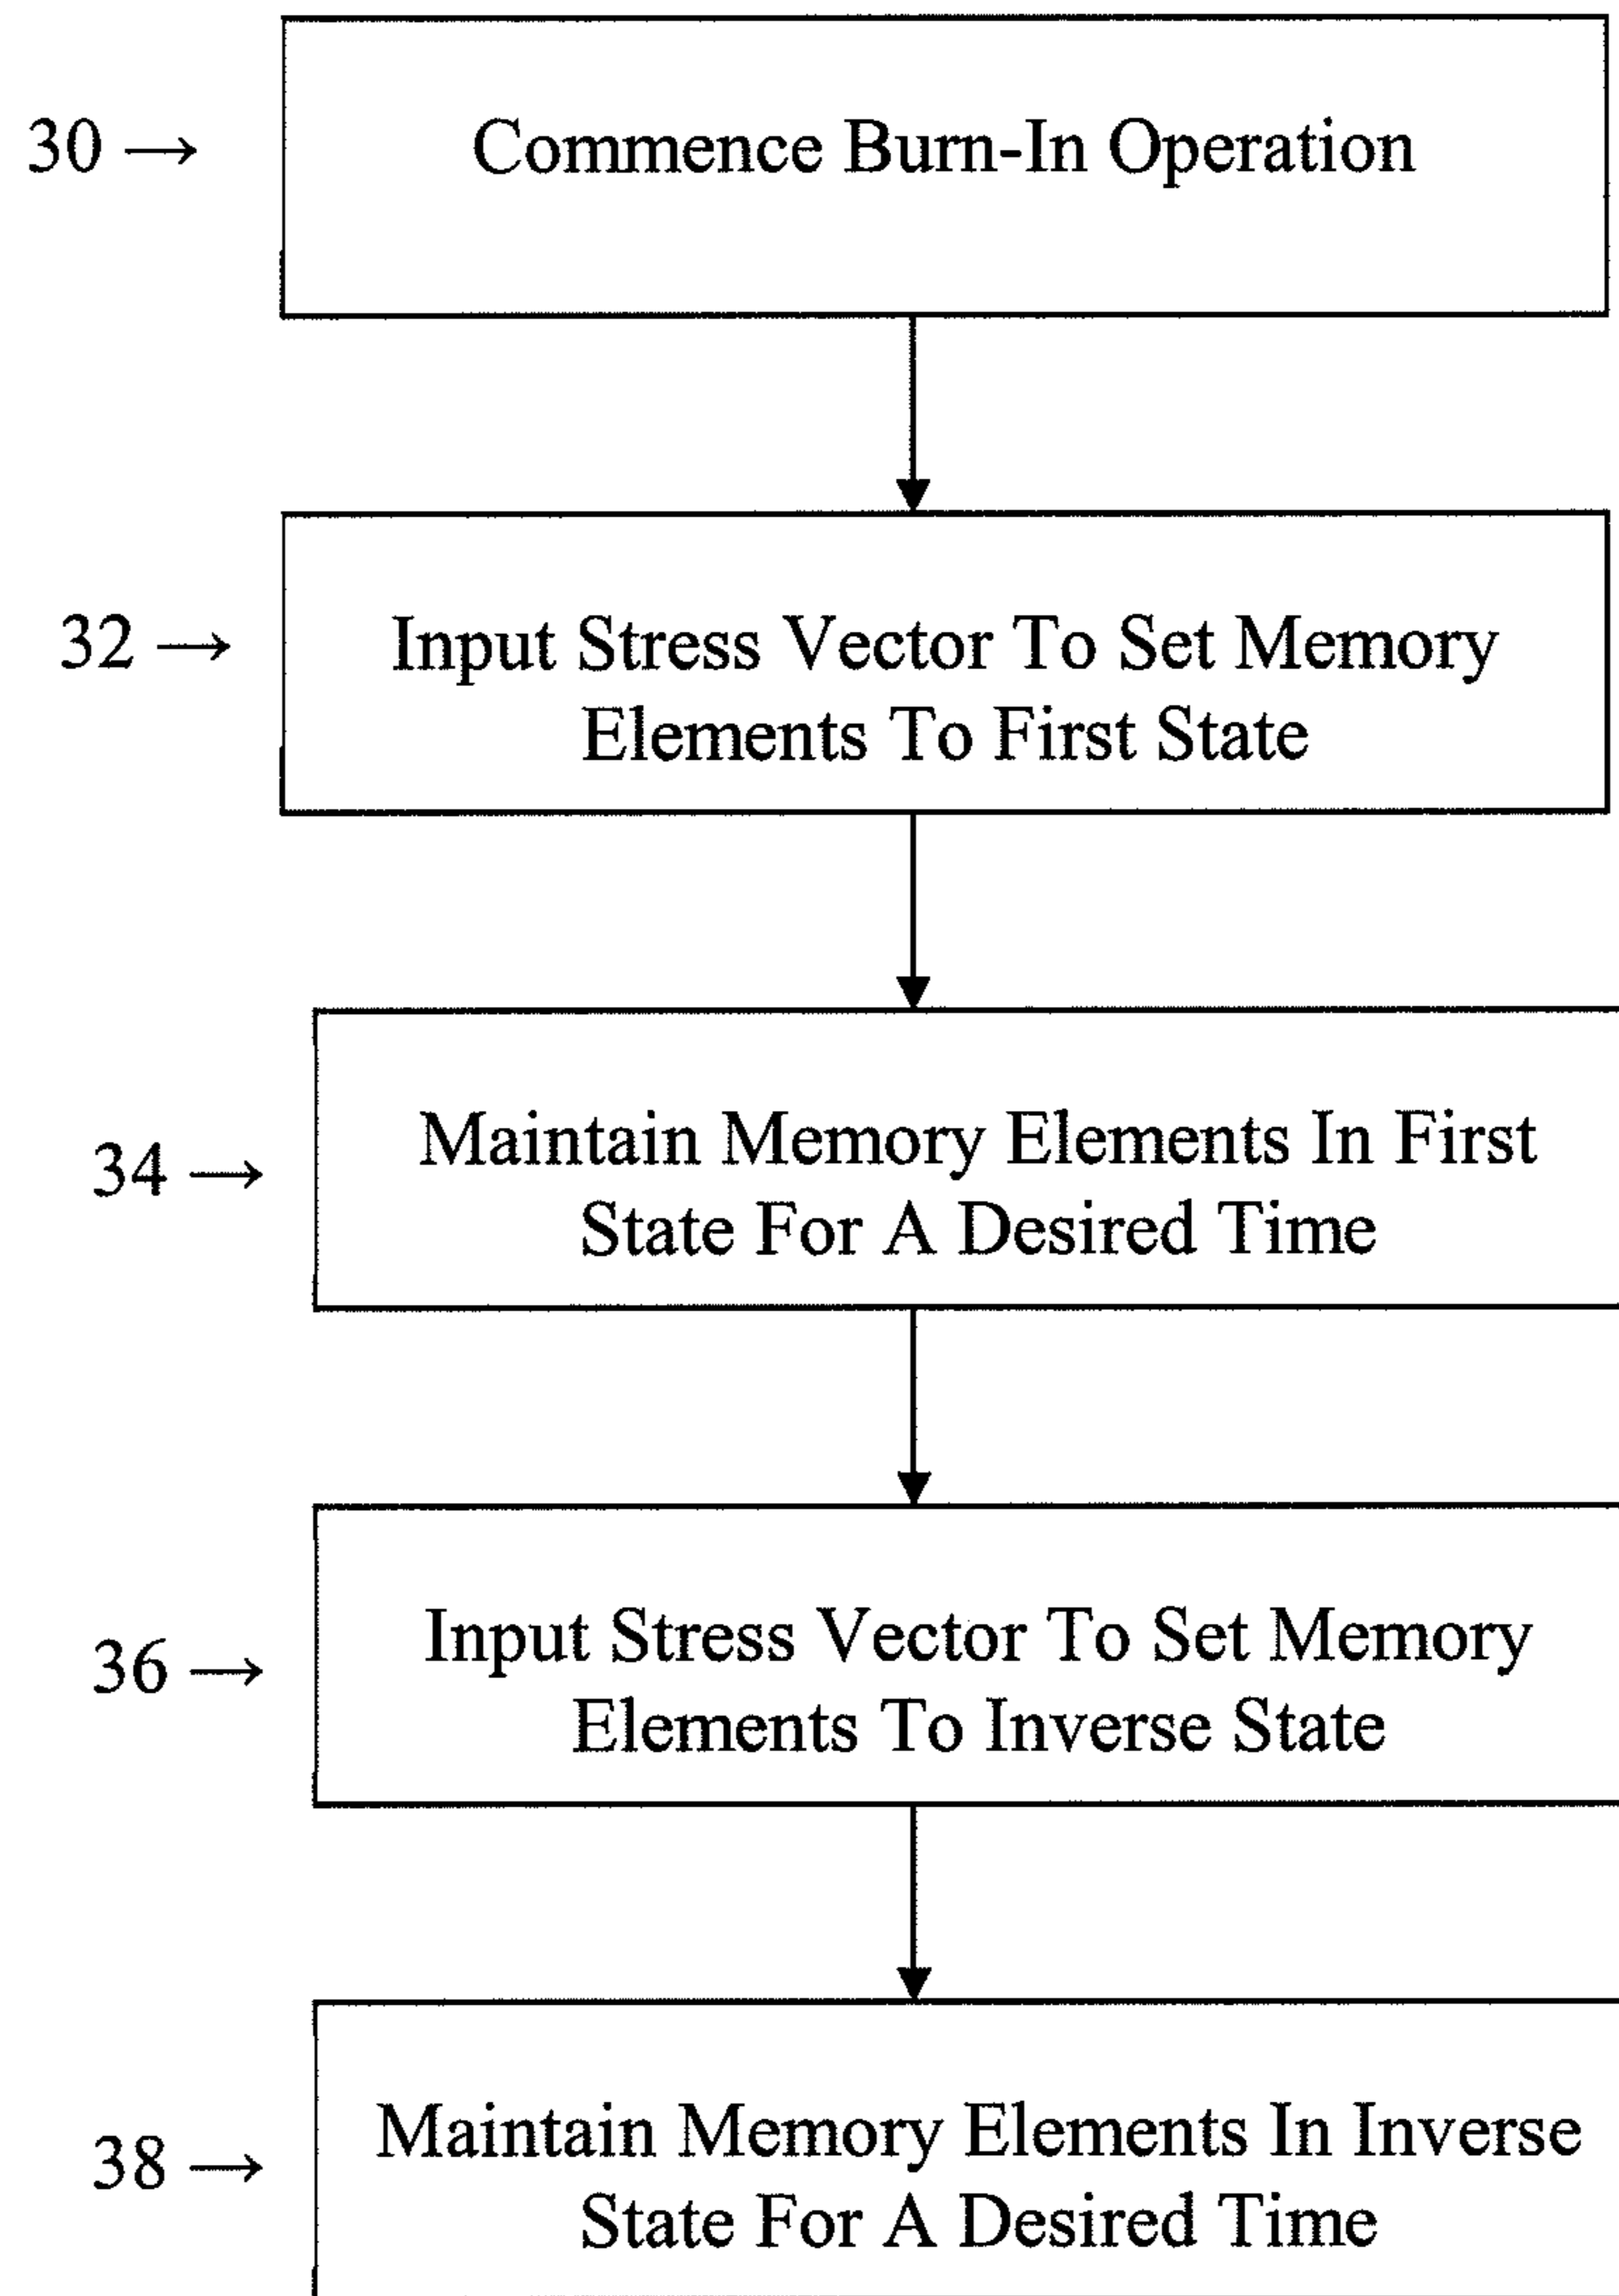 30 → Commence Burn-In Operation
32 → Input Stress Vector To Set Memory
Elements To First State
34 → Maintain Memory Elements In First
State For A Desired Time
36 → Input Stress Vector To Set Memory
Elements To Inverse State
38 → Maintain Memory Elements In Inverse
State For A Desired Time